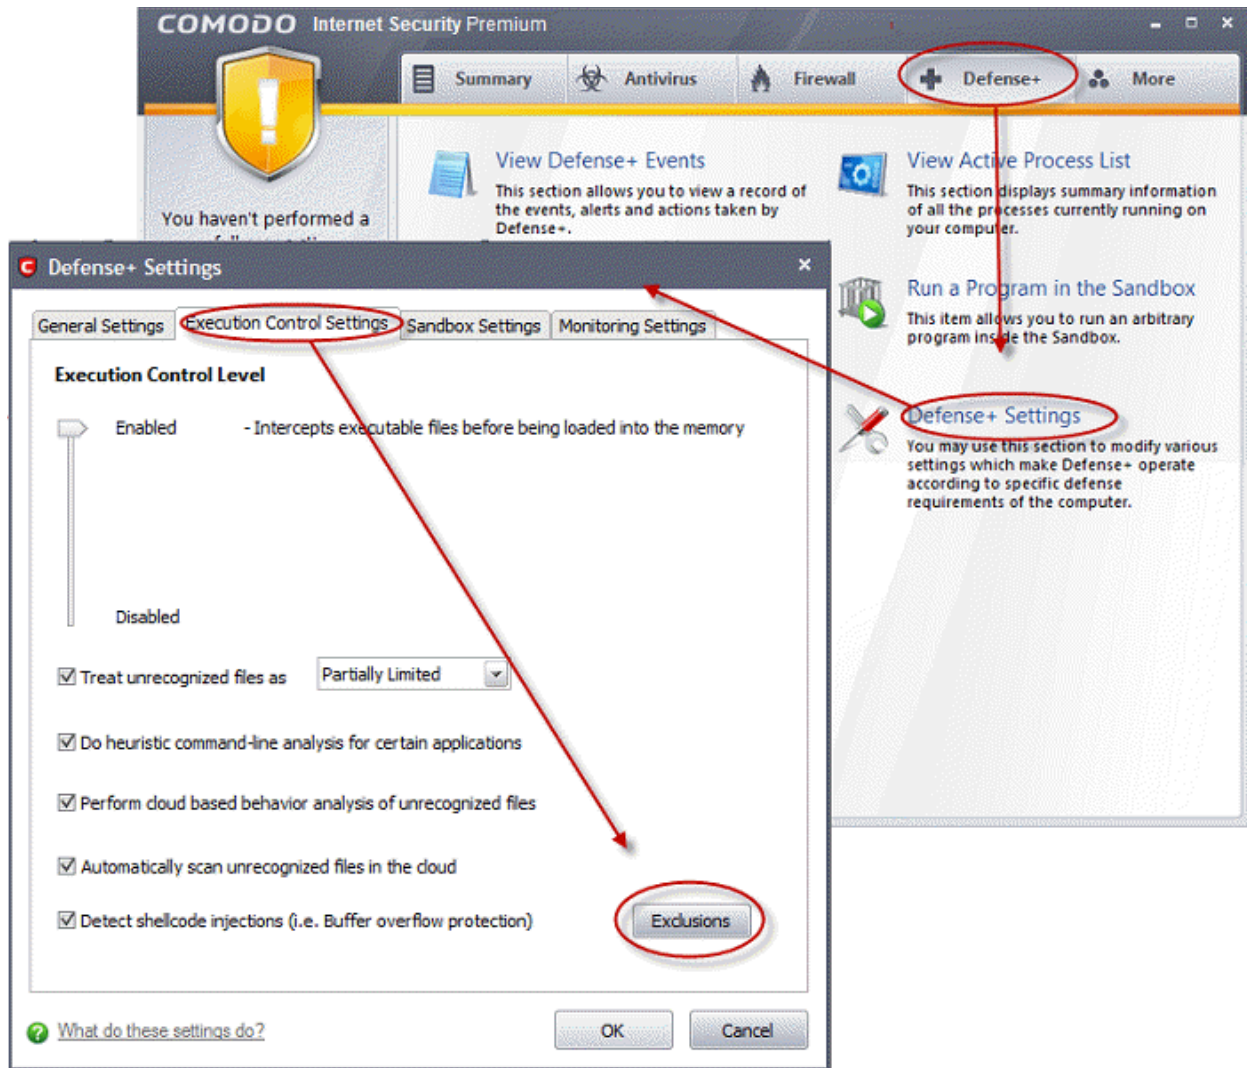 COMODO Internet Security Premium
Summary
Antivirus
Firewall
Defense+
More
You haven't performed a
View Defense+ Events
This section allows you to view a record of
the events, alerts and actions taken by
Defense+.
View Active Process List
This section displays summary information
of all the processes currently running on
your computer.
Run a Program in the Sandbox
This item allows you to run an arbitrary
program inside the Sandbox.
Defense+ Settings
You may use this section to modify various
settings which make Defense+ operate
according to specific defense
requirements of the computer.
Defense+ Settings
General Settings
Execution Control Settings
Sandbox Settings
Monitoring Settings
Execution Control Level
Enabled - Intercepts executable files before being loaded into the memory
Disabled
Treat unrecognized files as Partially Limited
Do heuristic command-line analysis for certain applications
Perform cloud based behavior analysis of unrecognized files
Automatically scan unrecognized files in the cloud
Detect shellcode injections (i.e. Buffer overflow protection)
Exclusions
What do these settings do?
OK
Cancel